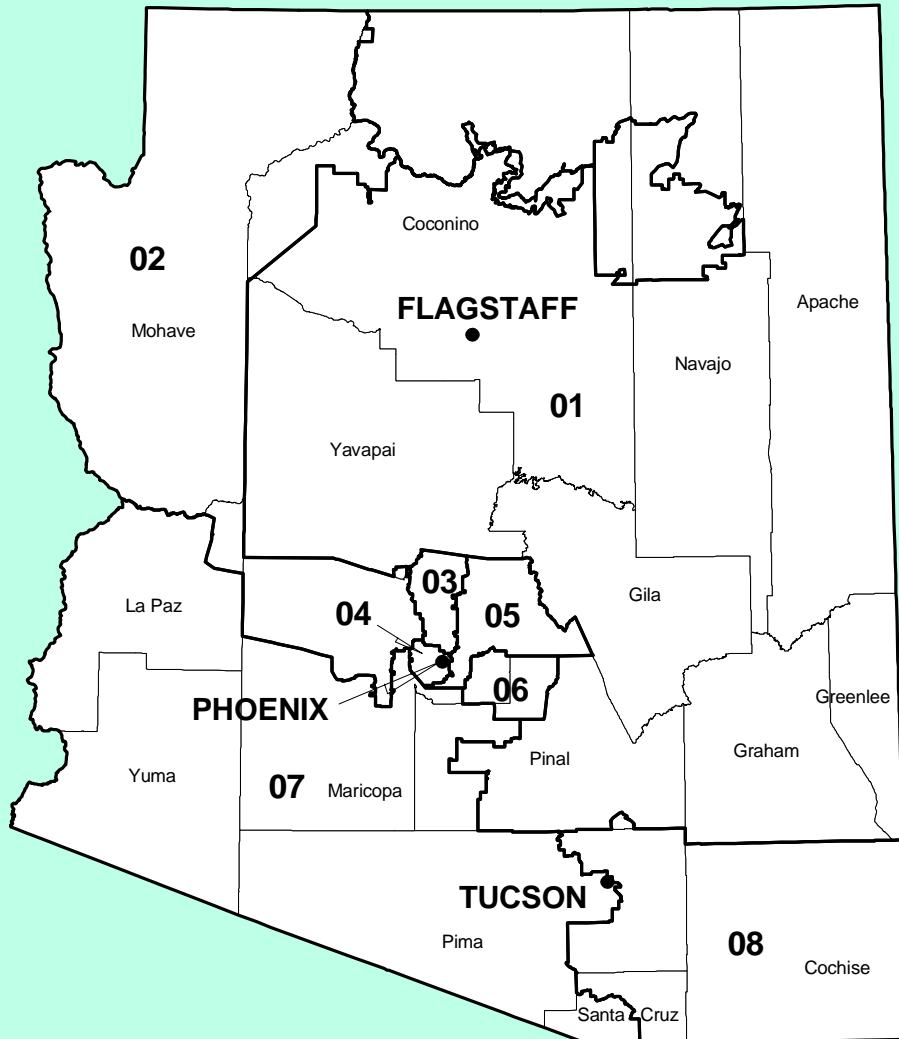 Coconino
02
FLAGSTAFF
Apache
Mohave
Navajo
01
Yavapai
03
Gila
La Paz
04
05
06
Greenlee
PHOENIX
Graham
Pinal
Yuma
07
Maricopa
TUCSON
Pima
08
Cochise
Santa Cruz